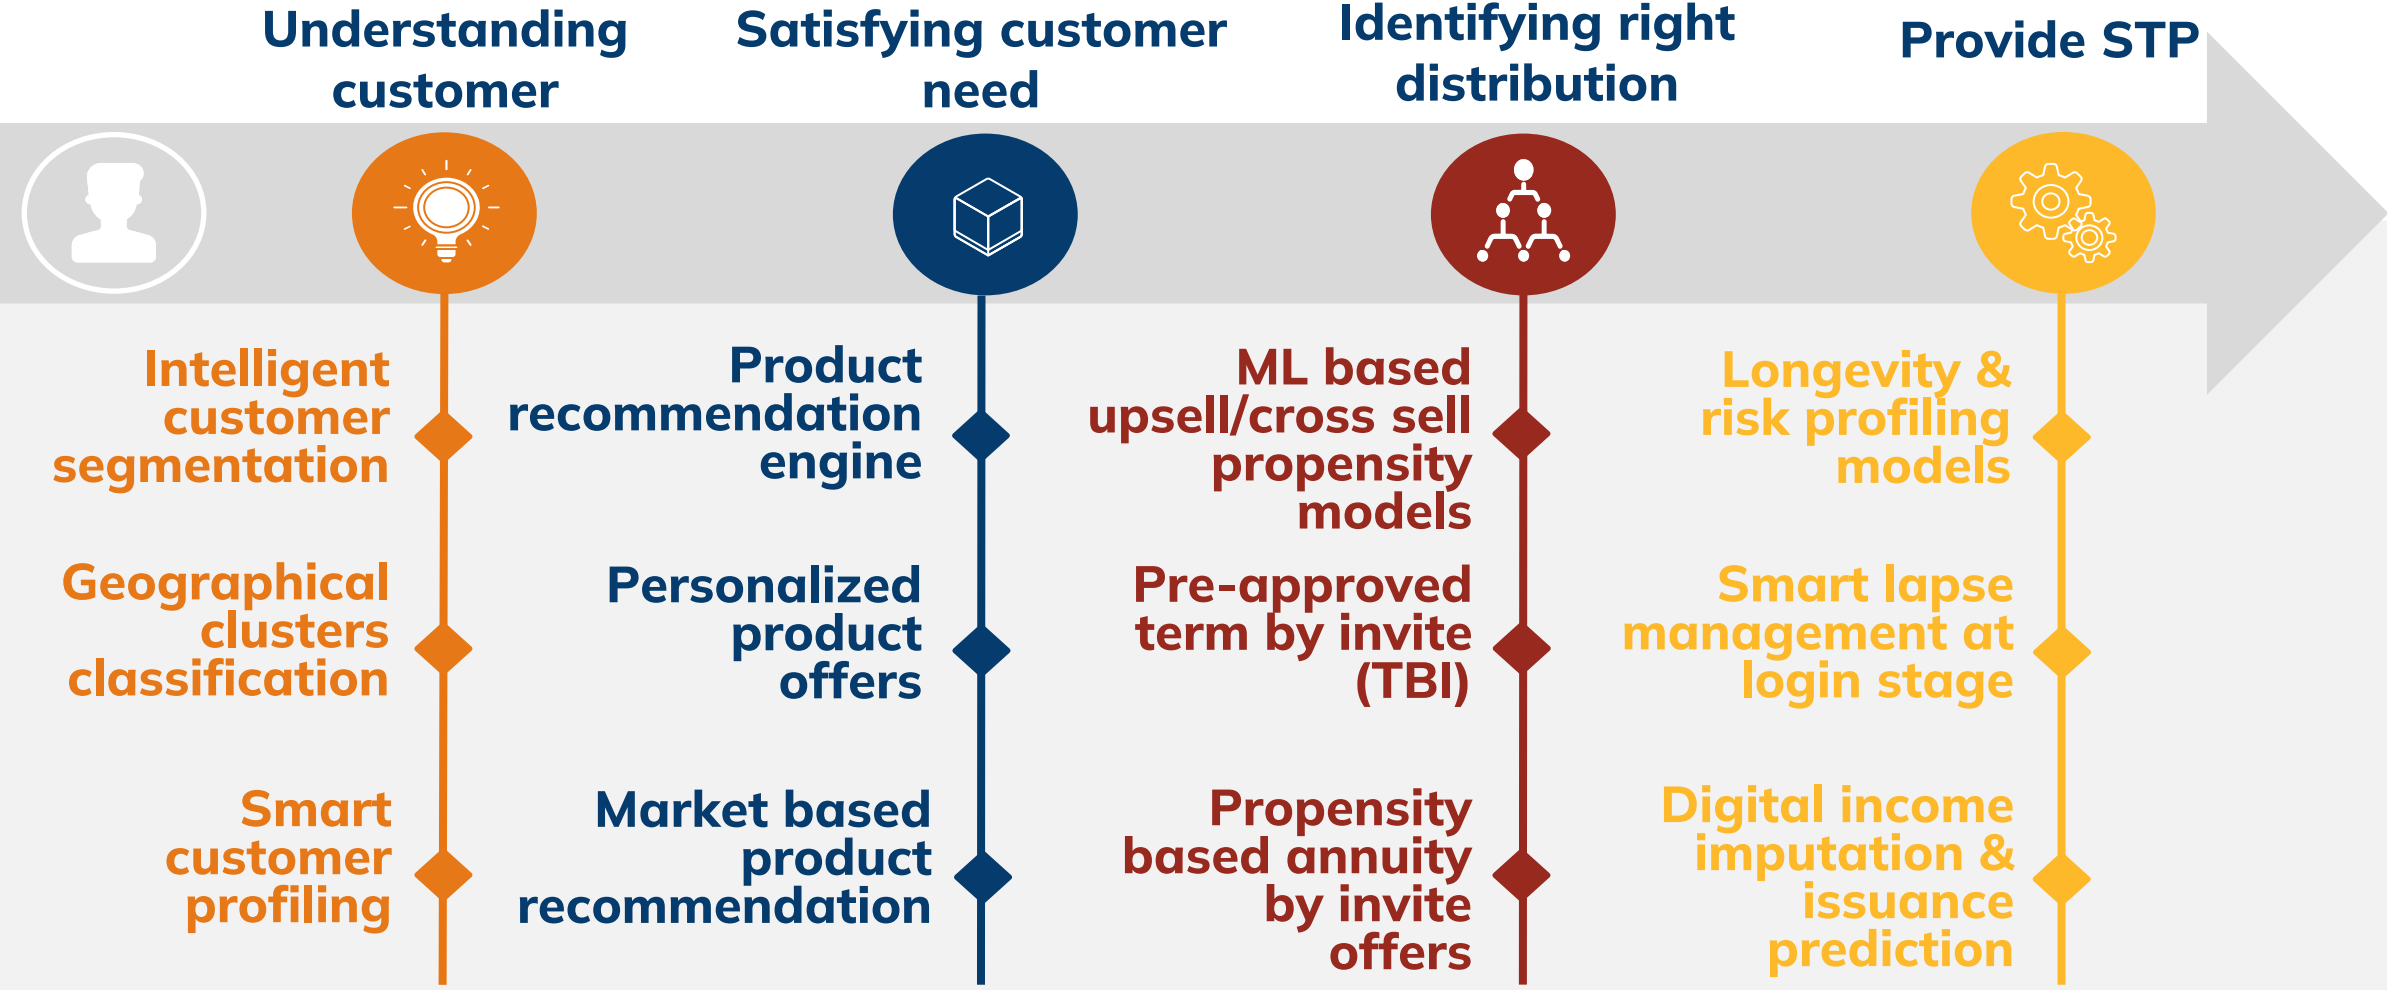 Understanding
customer
Satisfying customer
need
Identifying right
distribution
Provide STP
Intelligent
customer
segmentation
Geographical
clusters
classification
Smart
customer
profiling
Product
recommendation
engine
Personalized
product
offers
Market based
product
recommendation
ML based
upsell/cross sell
propensity
models
Pre-approved
term by invite
(TBI)
Propensity
based annuity
by invite
offers
Longevity &
risk profiling
models
Smart lapse
management at
login stage
Digital income
imputation &
issuance
prediction